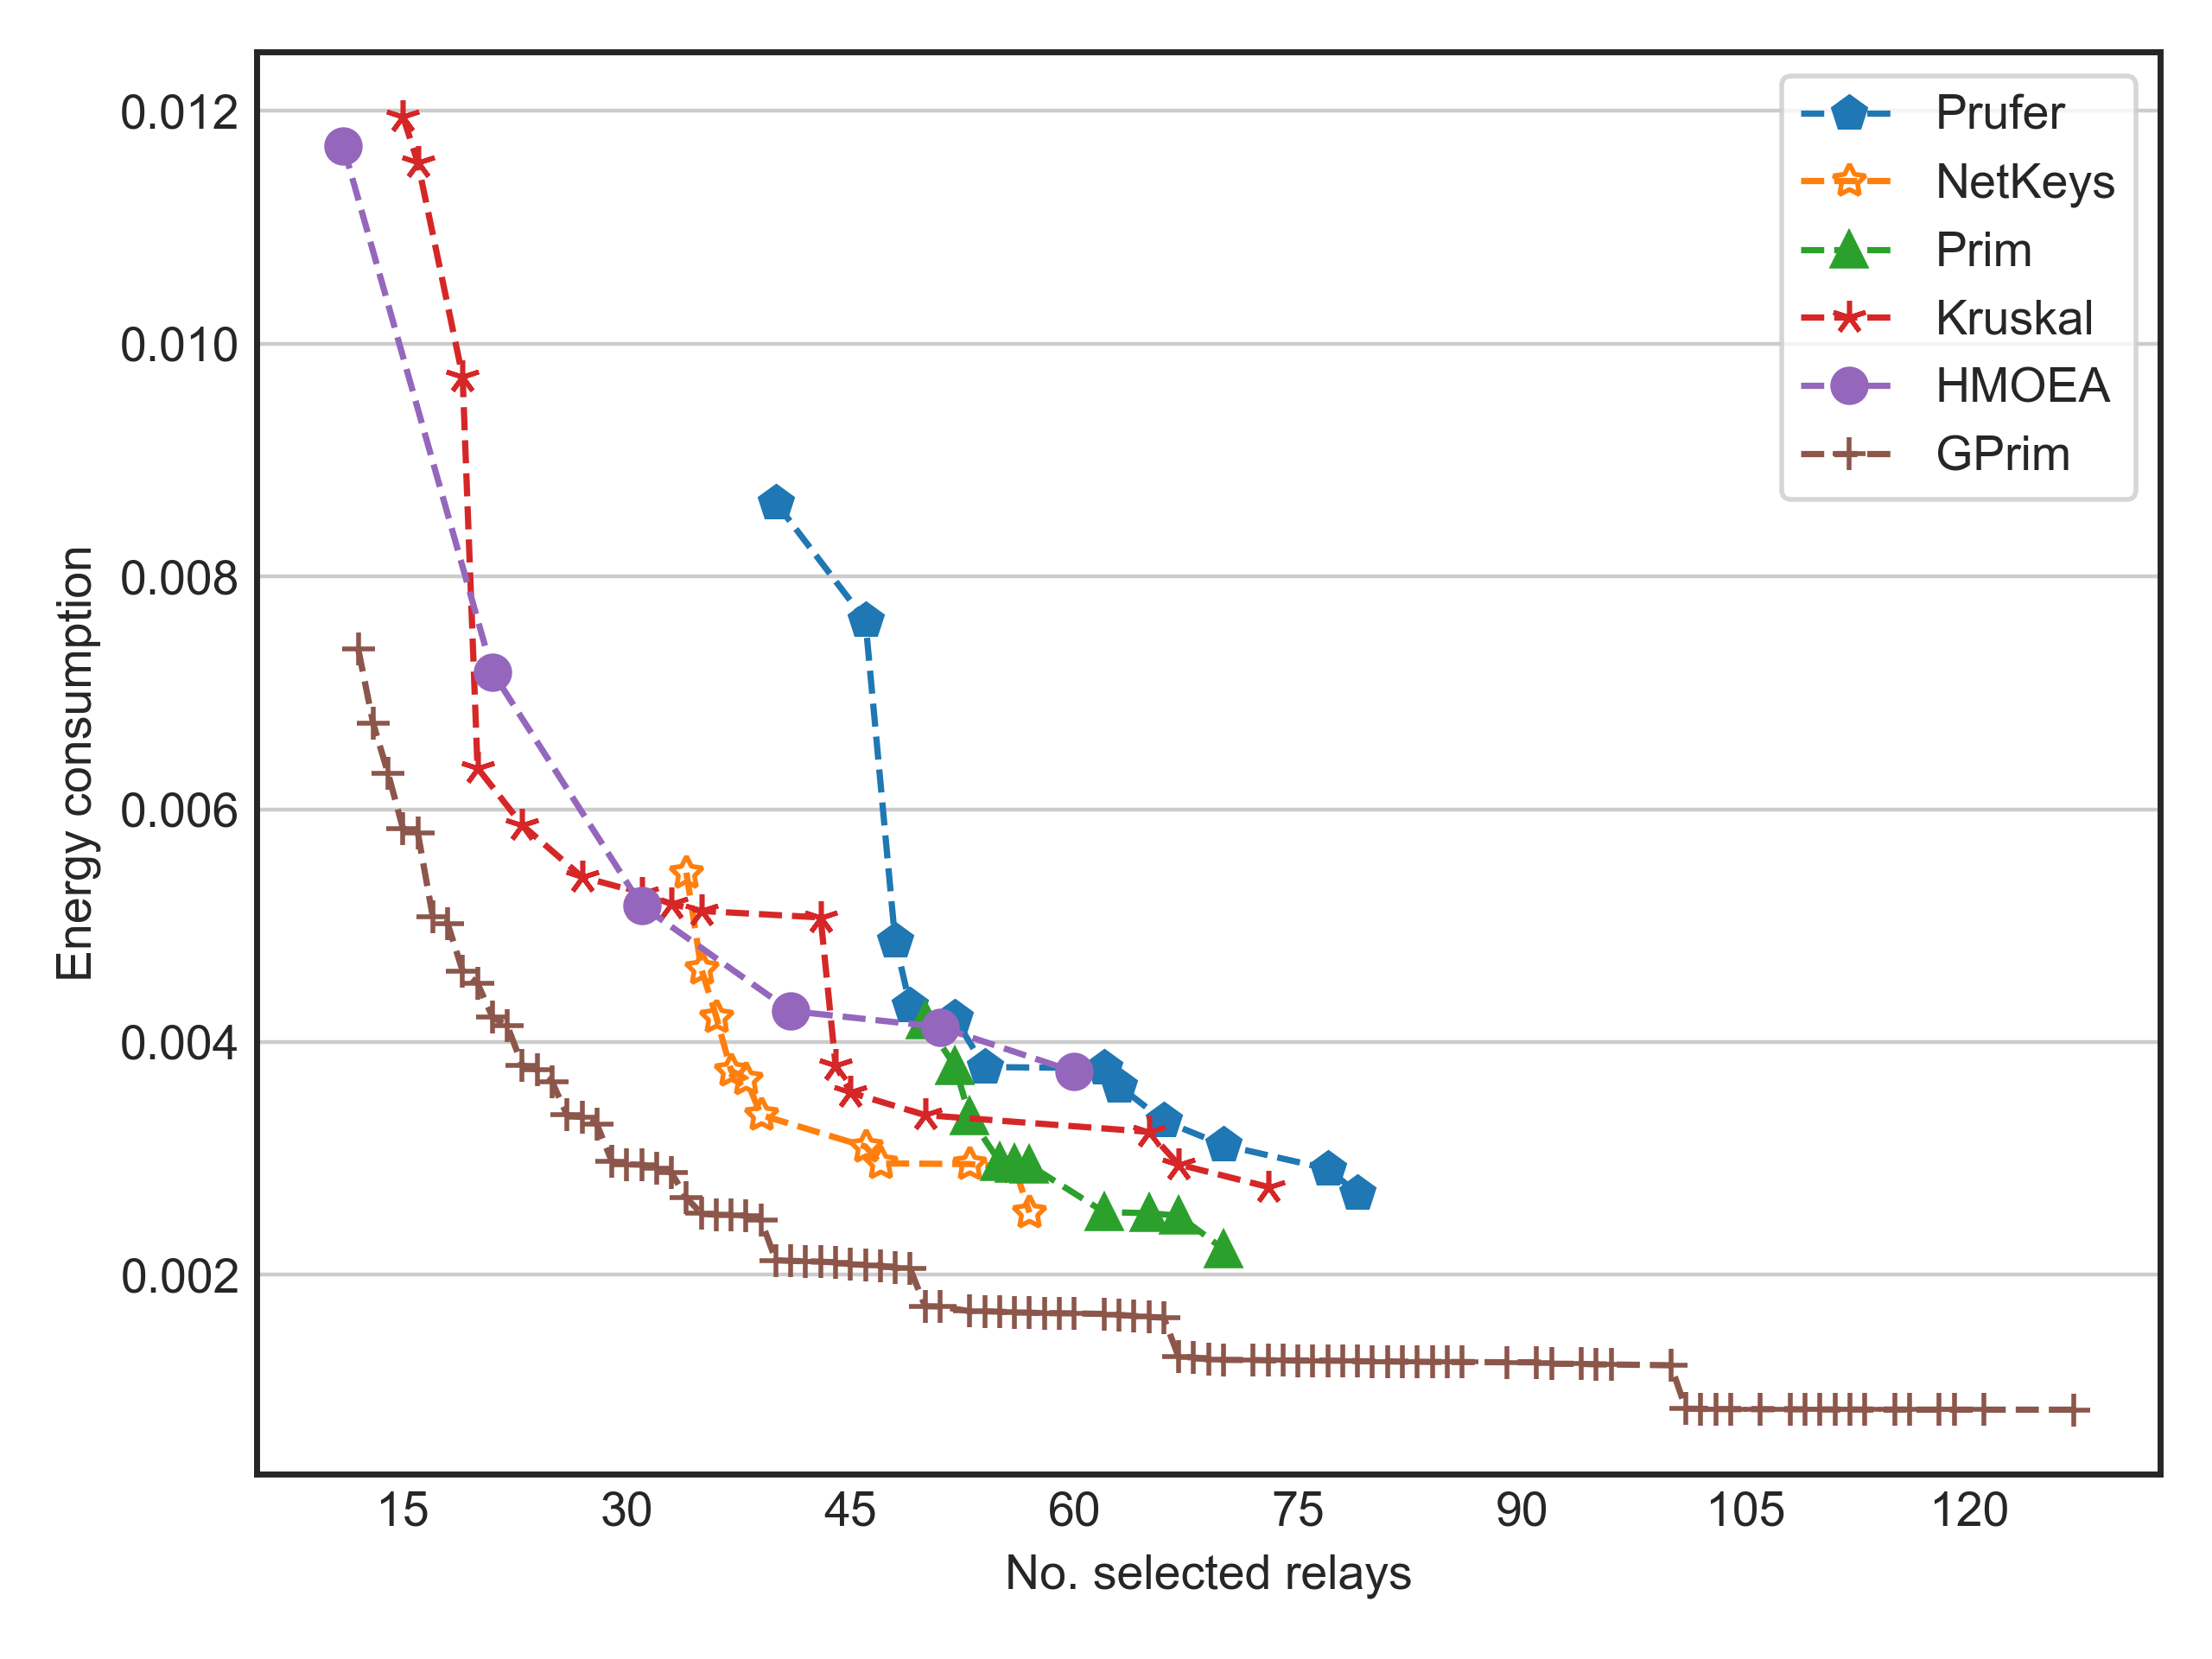 0.012
0.010
0.008
0.006
0.004
0.002
Energy consumption
15 30 45 60 75 90 105 120
No. selected relays
Prufer
NetKeys
Prim
Kruskal
HMOEA
GPrim